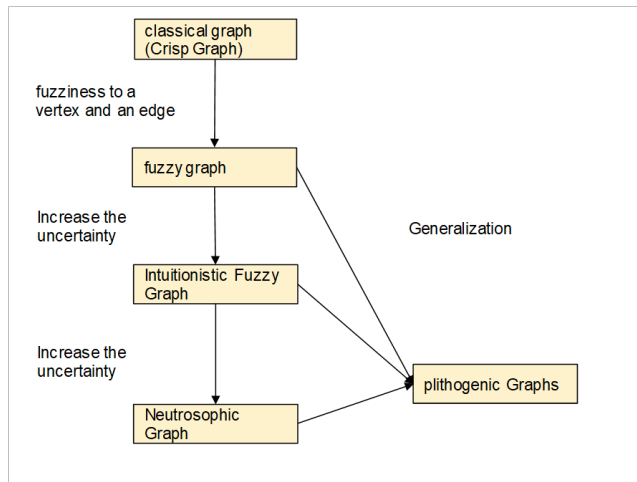 classical graph
(Crisp Graph)
fuzziness to a
vertex and an edge
fuzzy graph
Increase the
uncertainty
Generalization
Intuitionistic Fuzzy
Graph
Increase the
uncertainty
plithogenic Graphs
Neutrosophic
Graph